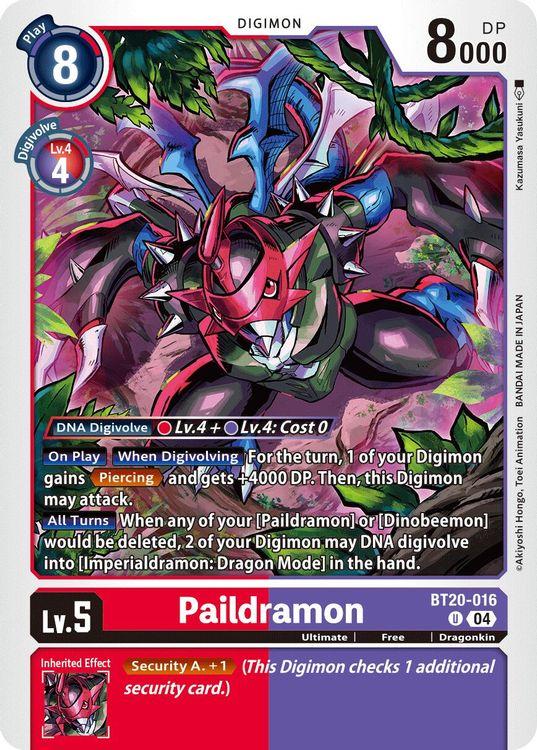 DIGIMON
Play
8
DP
8000
Digivolve
Lv.4
4
Kazumasa Yasukuni
©Akiyoshi Hongo, Toei Animation BANDAI MADE IN JAPAN
DNA Digivolve Lv.4 + Lv.4: Cost 0
On Play When Digivolving For the turn, 1 of your Digimon
gains Piercing and gets +4000 DP. Then, this Digimon
may attack.
All Turns When any of your [Paildramon] or [Dinobeemon]
would be deleted, 2 of your Digimon may DNA digivolve
into [Imperialdramon: Dragon Mode] in the hand.
Lv.5
Paildramon
BT20-016
U 04
Ultimate | Free | Dragonkin
Inherited Effect
Security A. +1 (This Digimon checks 1 additional
security card.)